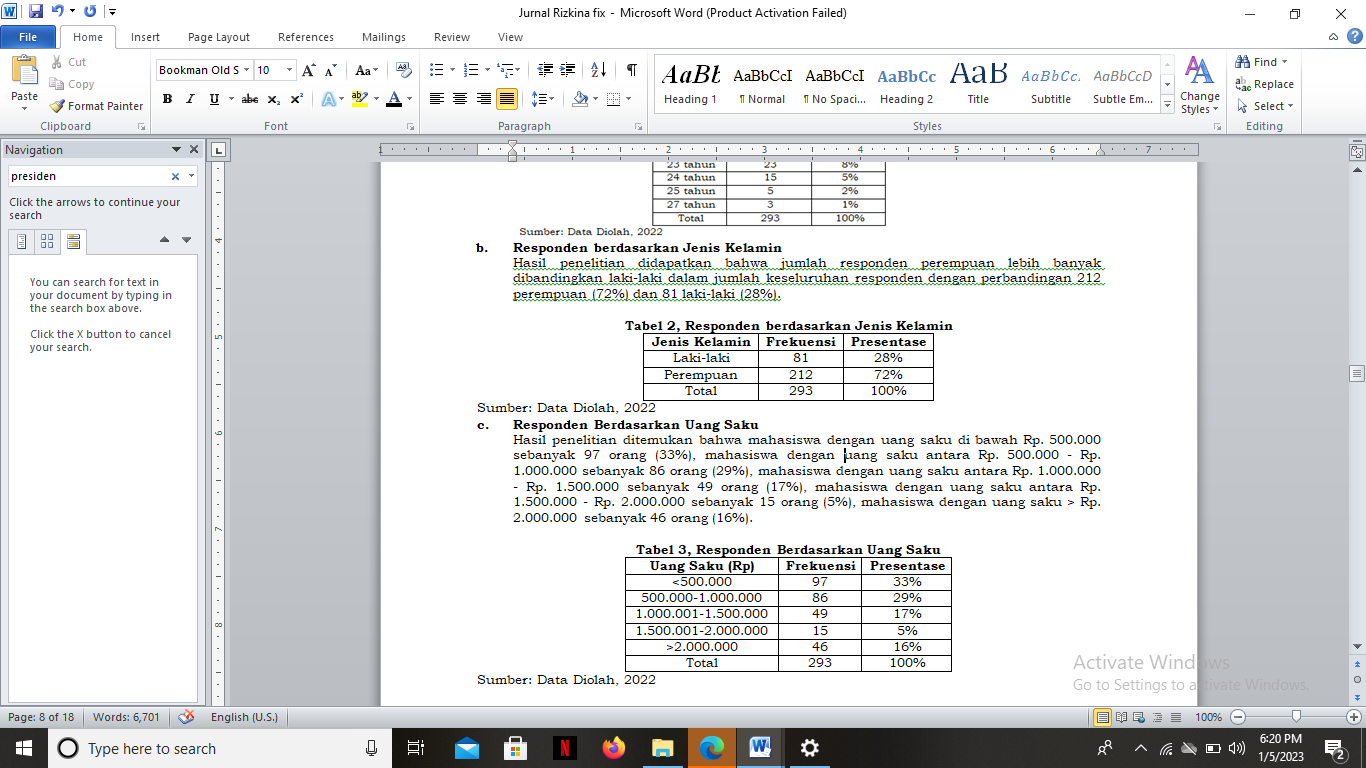 Jurnal Rizkina fix - Microsoft Word (Product Activation Failed)
File Home Insert Page Layout References Mailings Review View
Paste
Cut
Copy
Format Painter
Clipboard
Bookman Old S 10
Font
Paragraph
AaBb AaBbCcI AaBbCcI AaBbCc AaB AaBbCc. AaBbCcD
Heading 1 ¶ Normal ¶ No Spaci... Heading 2 Title Subtitle Subtle Em...
Change Styles
Styles
Find
Replace
Select
Editing
Navigation
presiden
Click the arrows to continue your
search
You can search for text in
your document by typing in
the search box above.
Click the X button to cancel
your search.
1 1 2 3 4 5 6 7
4
5
6
7
8
23 tahun 23 8%
24 tahun 15 5%
25 tahun 5 2%
27 tahun 3 1%
Total 293 100%
Sumber: Data Diolah, 2022
b. Responden berdasarkan Jenis Kelamin
Hasil penelitian didapatkan bahwa jumlah responden perempuan lebih banyak
dibandingkan laki-laki dalam jumlah keseluruhan responden dengan perbandingan 212
perempuan (72%) dan 81 laki-laki (28%).
Tabel 2, Responden berdasarkan Jenis Kelamin
Jenis Kelamin Frekuensi Presentase
Laki-laki 81 28%
Perempuan 212 72%
Total 293 100%
Sumber: Data Diolah, 2022
c. Responden Berdasarkan Uang Saku
Hasil penelitian ditemukan bahwa mahasiswa dengan uang saku di bawah Rp. 500.000
sebanyak 97 orang (33%), mahasiswa dengan uang saku antara Rp. 500.000 - Rp.
1.000.000 sebanyak 86 orang (29%), mahasiswa dengan uang saku antara Rp. 1.000.000
- Rp. 1.500.000 sebanyak 49 orang (17%), mahasiswa dengan uang saku antara Rp.
1.500.000 - Rp. 2.000.000 sebanyak 15 orang (5%), mahasiswa dengan uang saku > Rp.
2.000.000 sebanyak 46 orang (16%).
Tabel 3, Responden Berdasarkan Uang Saku
Uang Saku (Rp) Frekuensi Presentase
<500.000 97 33%
500.000-1.000.000 86 29%
1.000.001-1.500.000 49 17%
1.500.001-2.000.000 15 5%
>2.000.000 46 16%
Total 293 100%
Sumber: Data Diolah, 2022
Activate Windows
Go to Settings to activate Windows.
Page: 8 of 18 Words: 6,701 English (U.S.) 100%
Type here to search
6:20 PM
1/5/2023
2